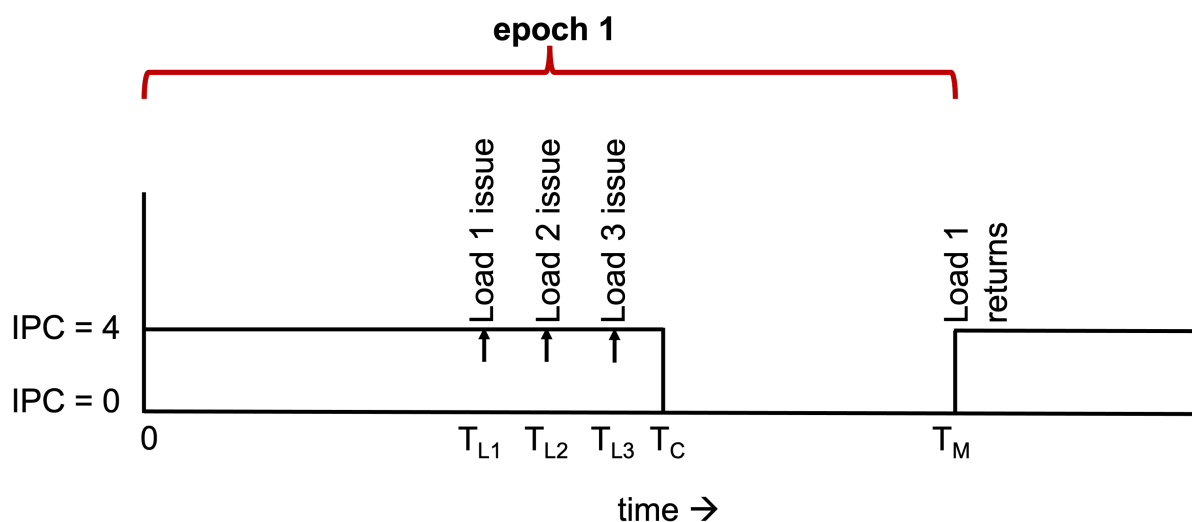 epoch 1
Load 1 issue
Load 2 issue
Load 3 issue
Load 1
returns
IPC = 4
IPC = 0
0
TL1
TL2
TL3
TC
TM
time →